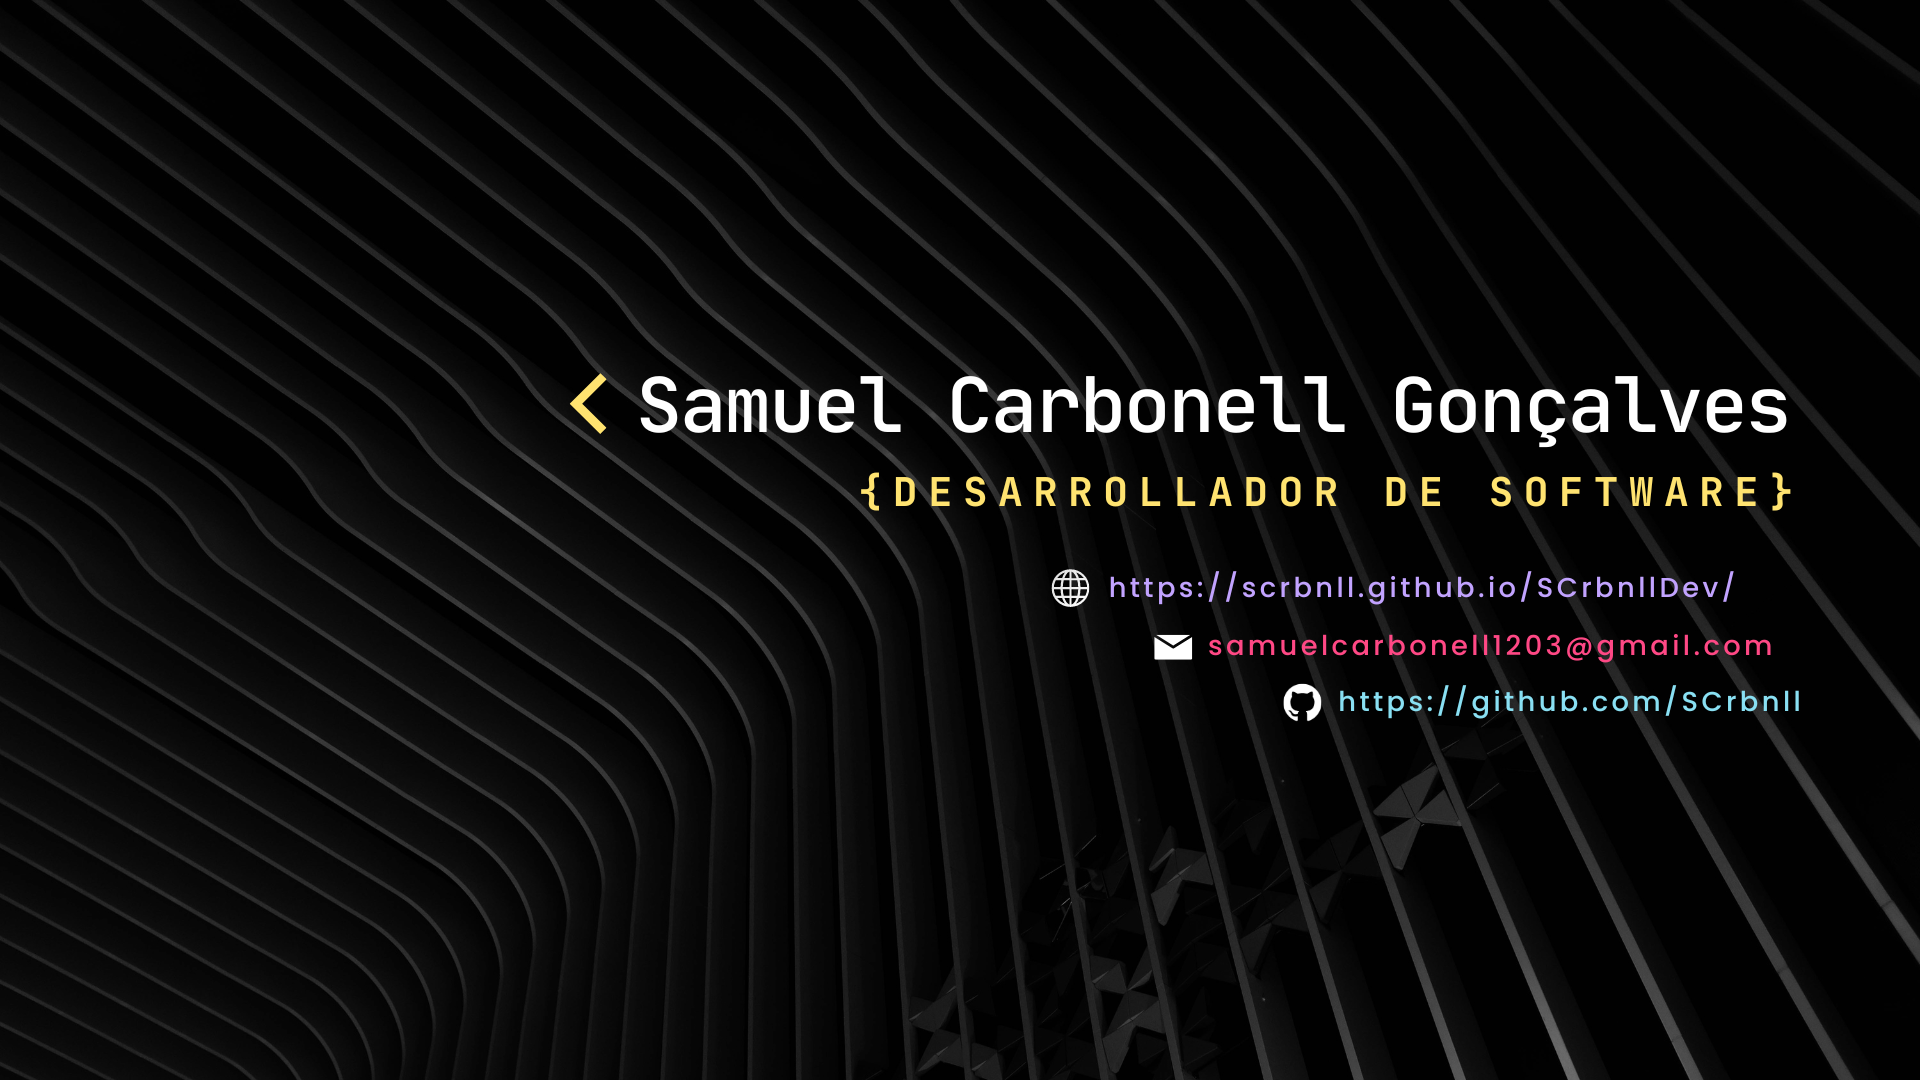 < Samuel Carbonell Gonçalves
{DESARROLLADOR DE SOFTWARE}
https://scrbnll.github.io/SCrbnllDev/
samuelcarbonell1203@gmail.com
https://github.com/SCrbnll